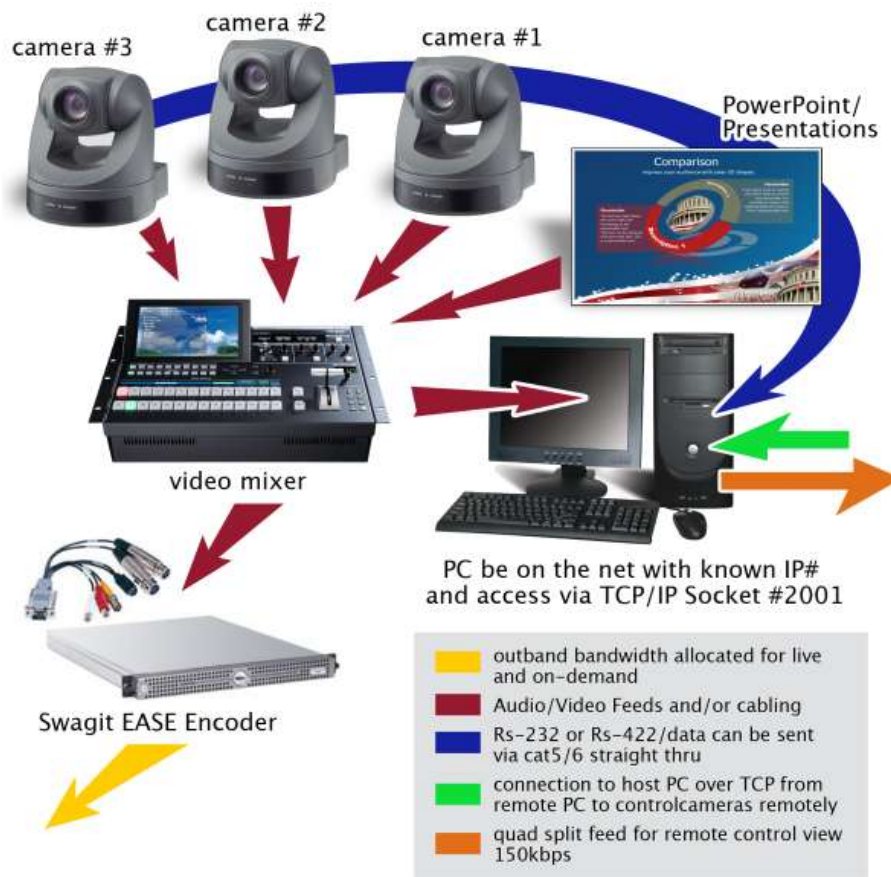 camera #3
camera #2
camera #1
PowerPoint/
Presentations
Comparison
video mixer
PC be on the net with known IP#
and access via TCP/IP Socket #2001
Swagit EASE Encoder
outband bandwidth allocated for live
and on-demand
Audio/Video Feeds and/or cabling
Rs-232 or Rs-422/data can be sent
via cat5/6 straight thru
connection to host PC over TCP from
remote PC to controlcameras remotely
quad split feed for remote control view
150kbps